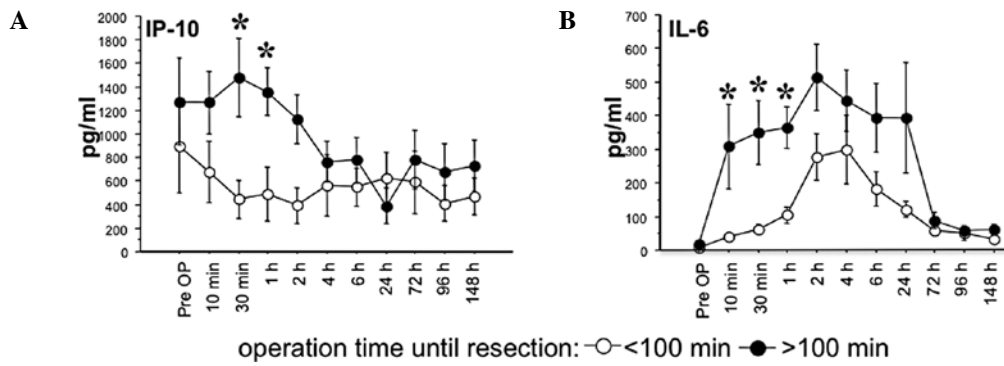 A
IP-10
B
IL-6
pg/ml
2000
1800
1600
1400
1200
1000
800
600
400
200
0
* *
Pre OP
10 min
30 min
1 h
2 h
4 h
6 h
24 h
72 h
96 h
148 h
pg/ml
700
600
500
400
300
200
100
0
* * *
Pre OP
10 min
30 min
1 h
2 h
4 h
6 h
24 h
72 h
96 h
148 h
operation time until resection: <100 min >100 min